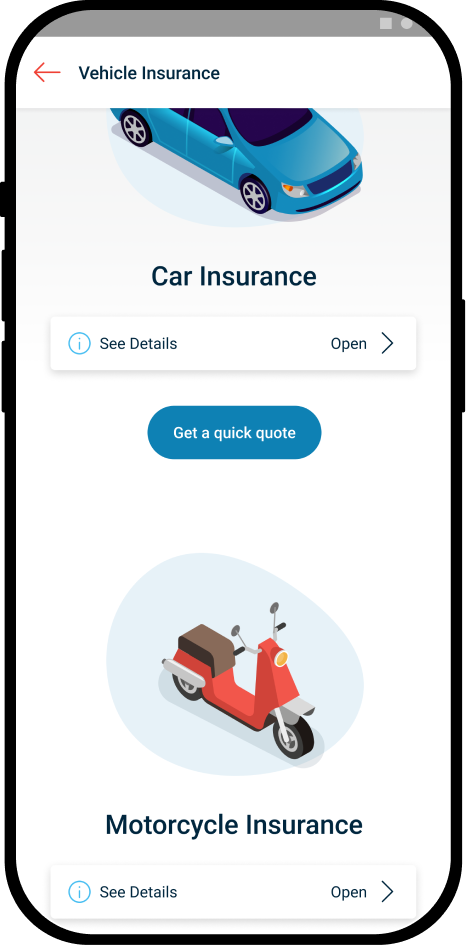 Vehicle Insurance
Car Insurance
See Details Open
Get a quick quote
Motorcycle Insurance
See Details Open